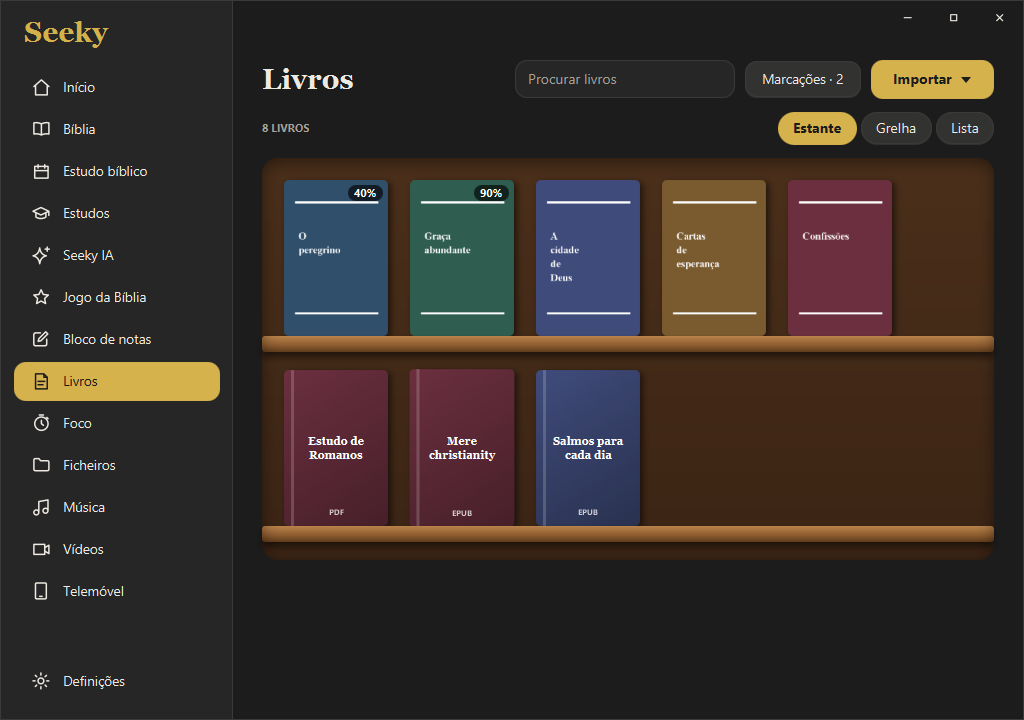 Seeky
Início
Bíblia
Estudo bíblico
Estudos
Seeky IA
Jogo da Bíblia
Bloco de notas
Livros
Foco
Ficheiros
Música
Vídeos
Telemóvel
Definições
Livros
Procurar livros
Marcações · 2
Importar
8 LIVROS
Estante
Grelha
Lista
40%
O
peregrino
90%
Graça
abundante
A
cidade
de
Deus
Cartas
de
esperança
Confissões
Estudo de
Romanos
PDF
Mere
christianity
EPUB
Salmos para
cada dia
EPUB